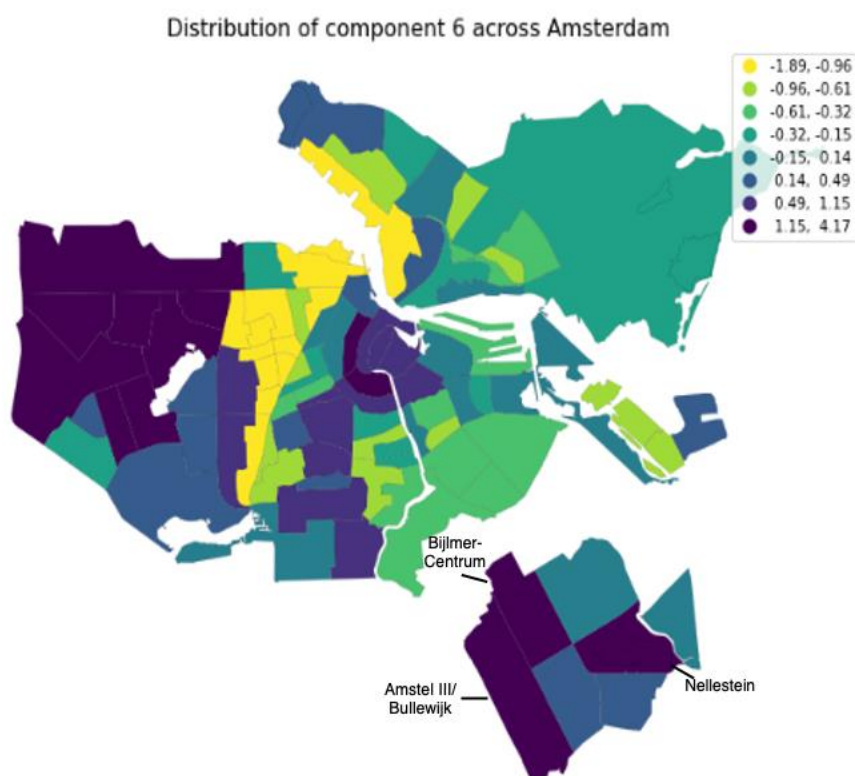 Distribution of component 6 across Amsterdam
-1.89, -0.96
-0.96, -0.61
-0.61, -0.32
-0.32, -0.15
-0.15, 0.14
0.14, 0.49
0.49, 1.15
1.15, 4.17
Bijlmer-
Centrum
Amstel III/
Bullewijk
Nellestein